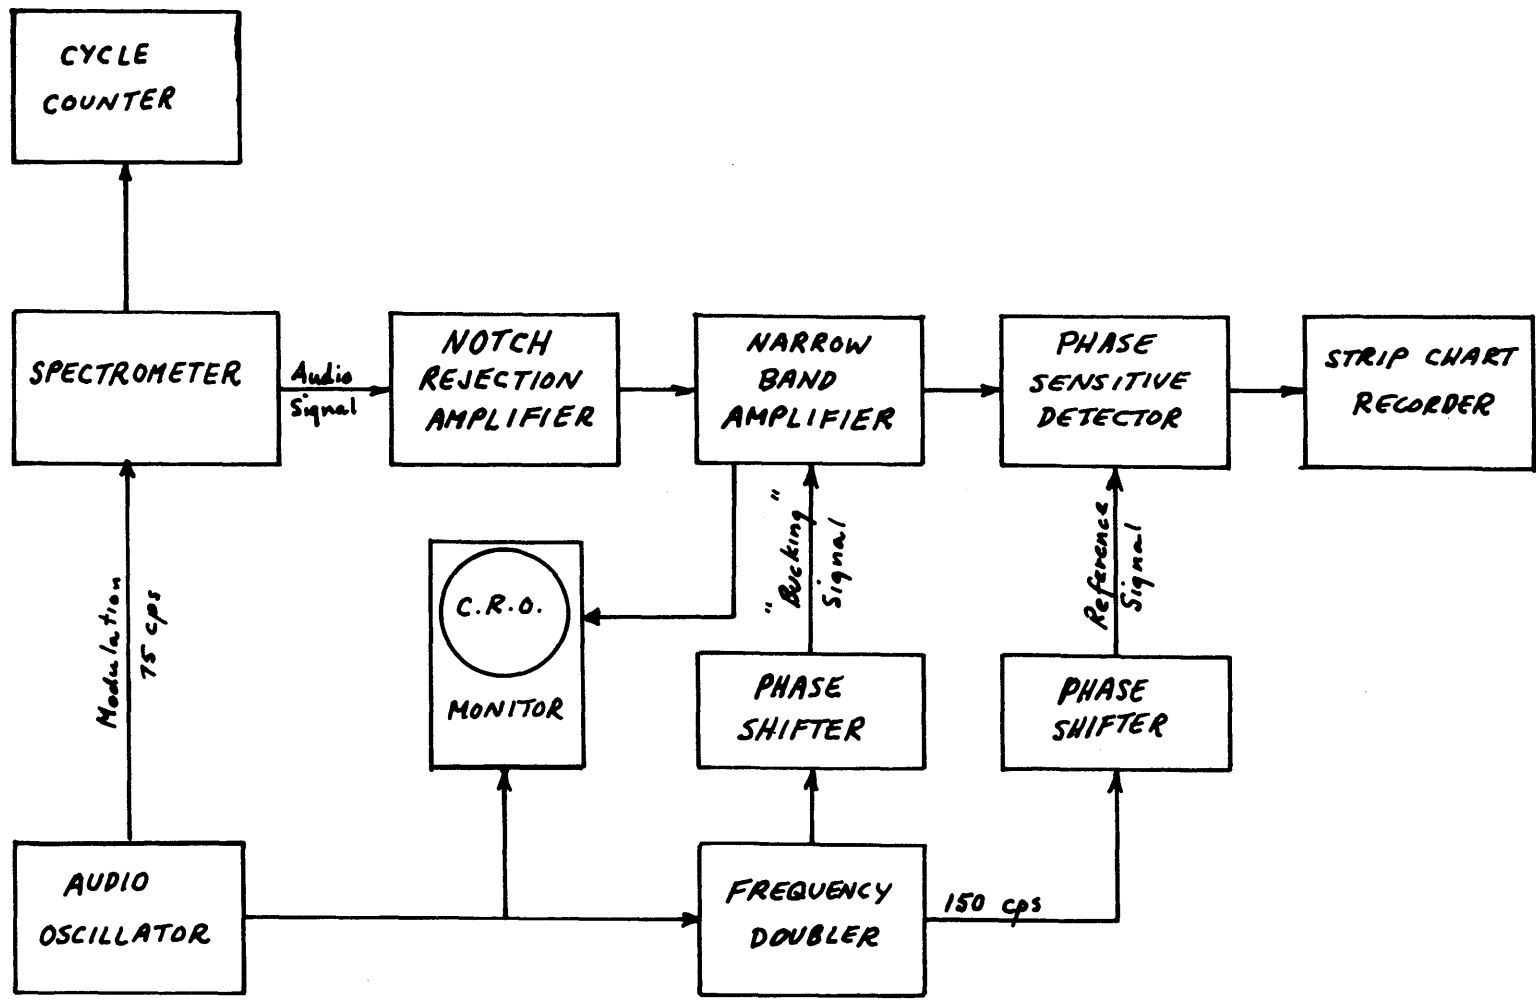 CYCLE
COUNTER
SPECTROMETER
Audio
Signal
NOTCH
REJECTION
AMPLIFIER
NARROW
BAND
AMPLIFIER
PHASE
SENSITIVE
DETECTOR
STRIP CHART
RECORDER
Modulation
75 cps
C.R.O.
MONITOR
"Bucking"
Signal
Reference
Signal
PHASE
SHIFTER
PHASE
SHIFTER
AUDIO
OSCILLATOR
FREQUENCY
DOUBLER
150 cps